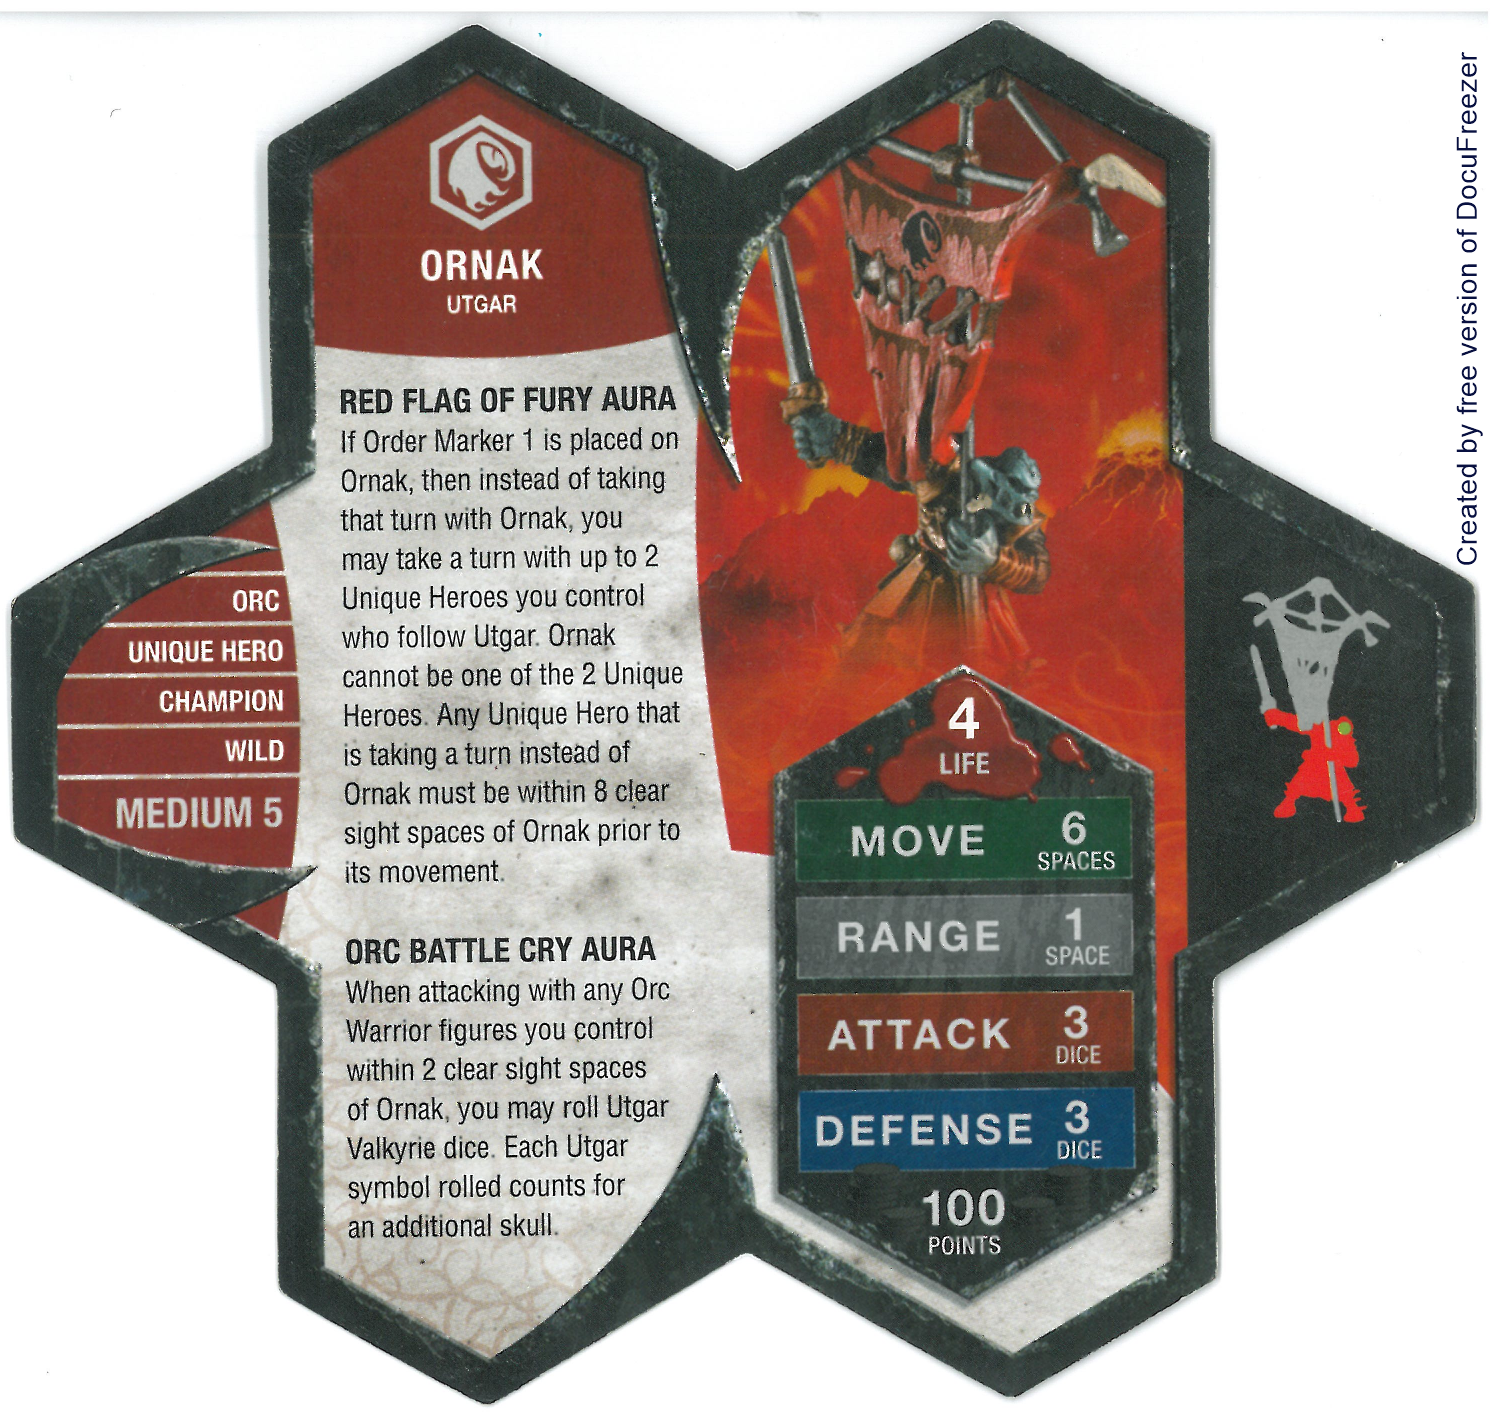 ORNAK
UTGAR
RED FLAG OF FURY AURA
If Order Marker 1 is placed on
Ornak, then instead of taking
that turn with Ornak, you
may take a turn with up to 2
Unique Heroes you control
who follow Utgar. Ornak
cannot be one of the 2 Unique
Heroes. Any Unique Hero that
is taking a turn instead of
Ornak must be within 8 clear
sight spaces of Ornak prior to
its movement.
ORC BATTLE CRY AURA
When attacking with any Orc
Warrior figures you control
within 2 clear sight spaces
of Ornak, you may roll Utgar
Valkyrie dice. Each Utgar
symbol rolled counts for
an additional skull.
ORC
UNIQUE HERO
CHAMPION
WILD
MEDIUM 5
4
LIFE
MOVE 6
SPACES
RANGE 1
SPACE
ATTACK 3
DICE
DEFENSE 3
DICE
100
POINTS
Created by free version of DocuFreezer